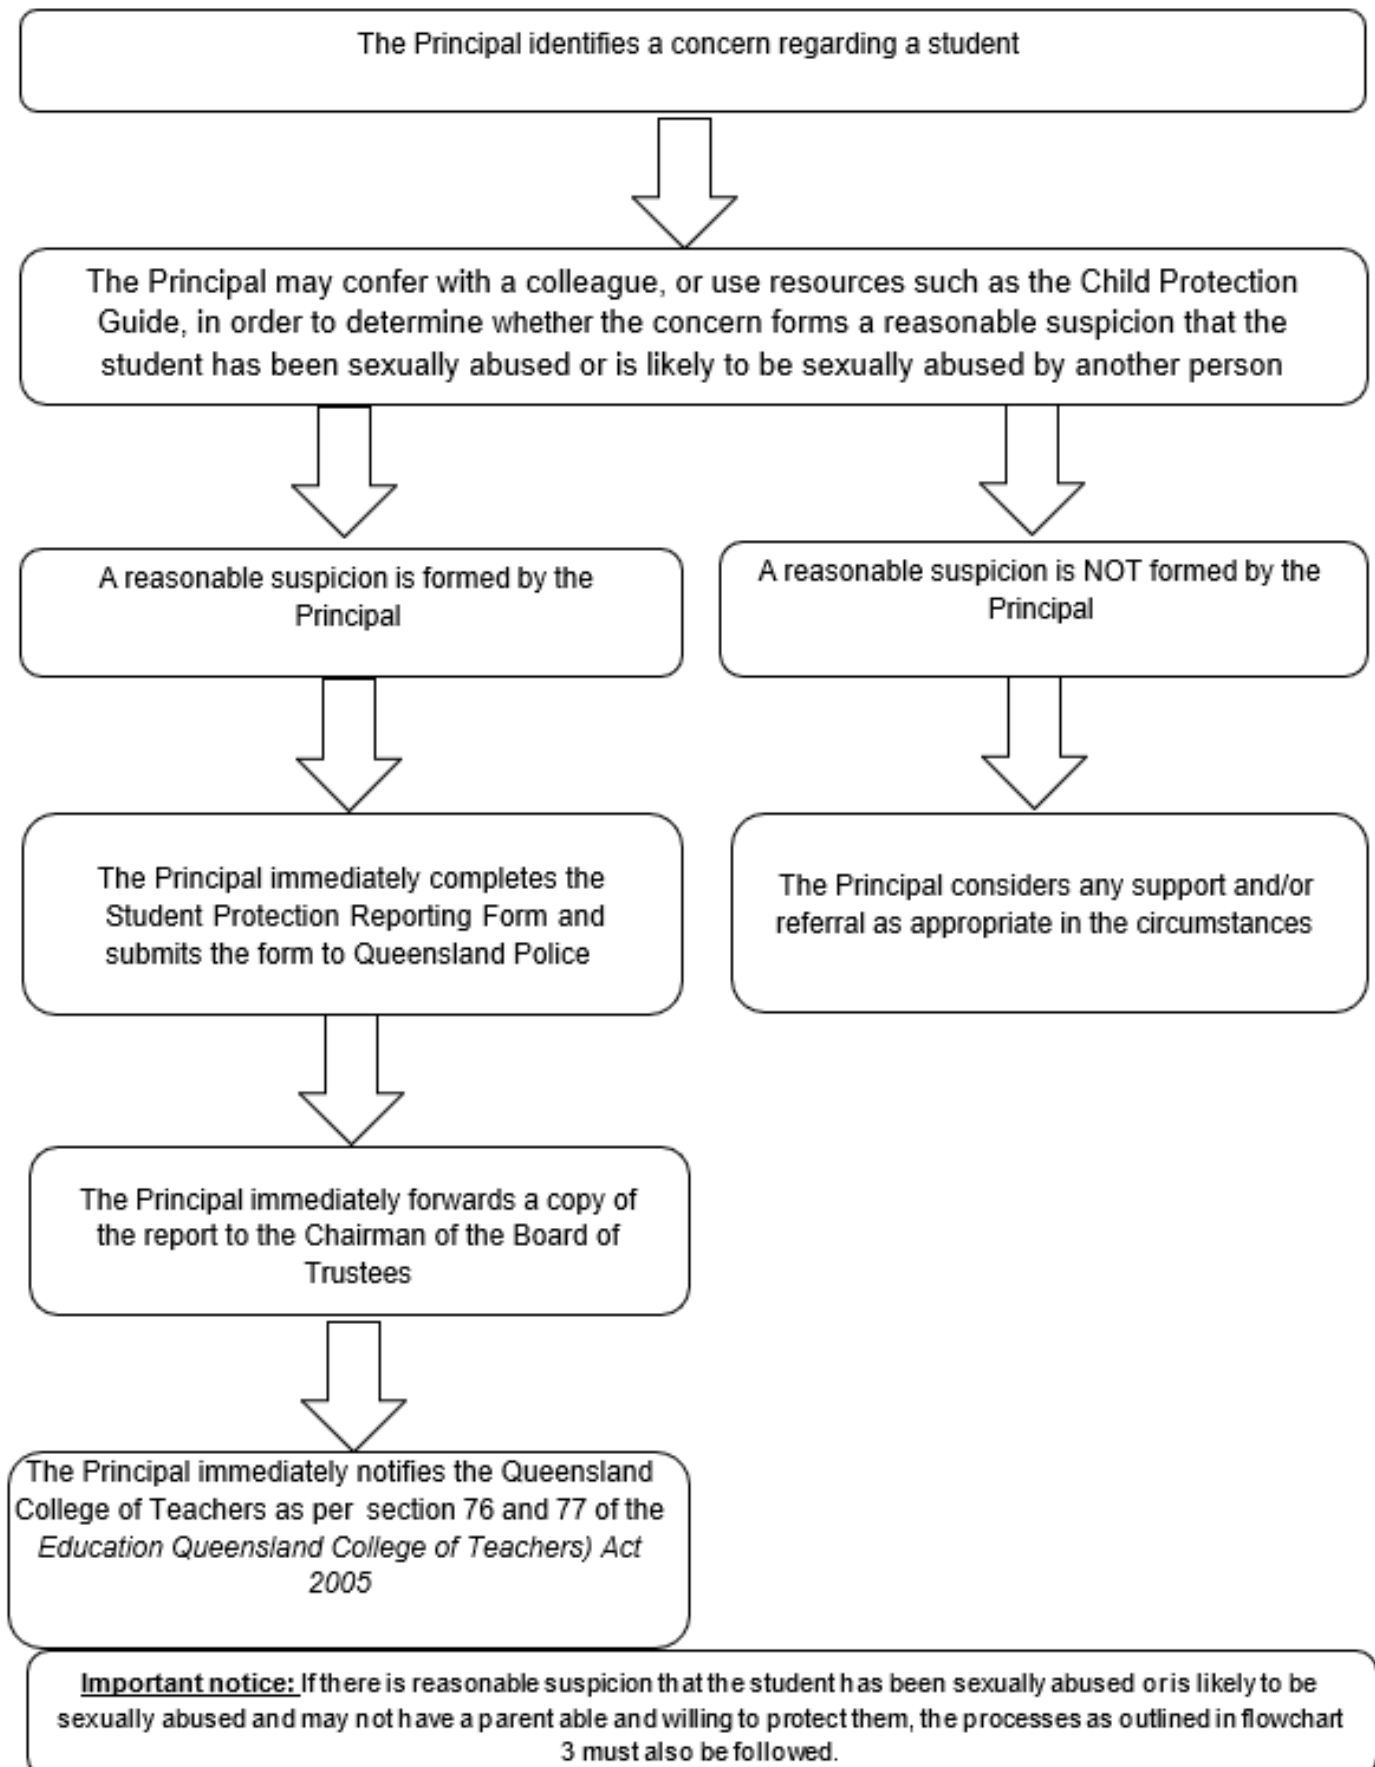 The Principal identifies a concern regarding a student
The Principal may confer with a colleague, or use resources such as the Child Protection
Guide, in order to determine whether the concern forms a reasonable suspicion that the
student has been sexually abused or is likely to be sexually abused by another person
A reasonable suspicion is formed by the
Principal
A reasonable suspicion is NOT formed by the
Principal
The Principal immediately completes the
Student Protection Reporting Form and
submits the form to Queensland Police
The Principal considers any support and/or
referral as appropriate in the circumstances
The Principal immediately forwards a copy of
the report to the Chairman of the Board of
Trustees
The Principal immediately notifies the Queensland
College of Teachers as per section 76 and 77 of the
Education Queensland College of Teachers) Act
2005
Important notice: If there is reasonable suspicion that the student has been sexually abused or is likely to be
sexually abused and may not have a parent able and willing to protect them, the processes as outlined in flowchart
3 must also be followed.